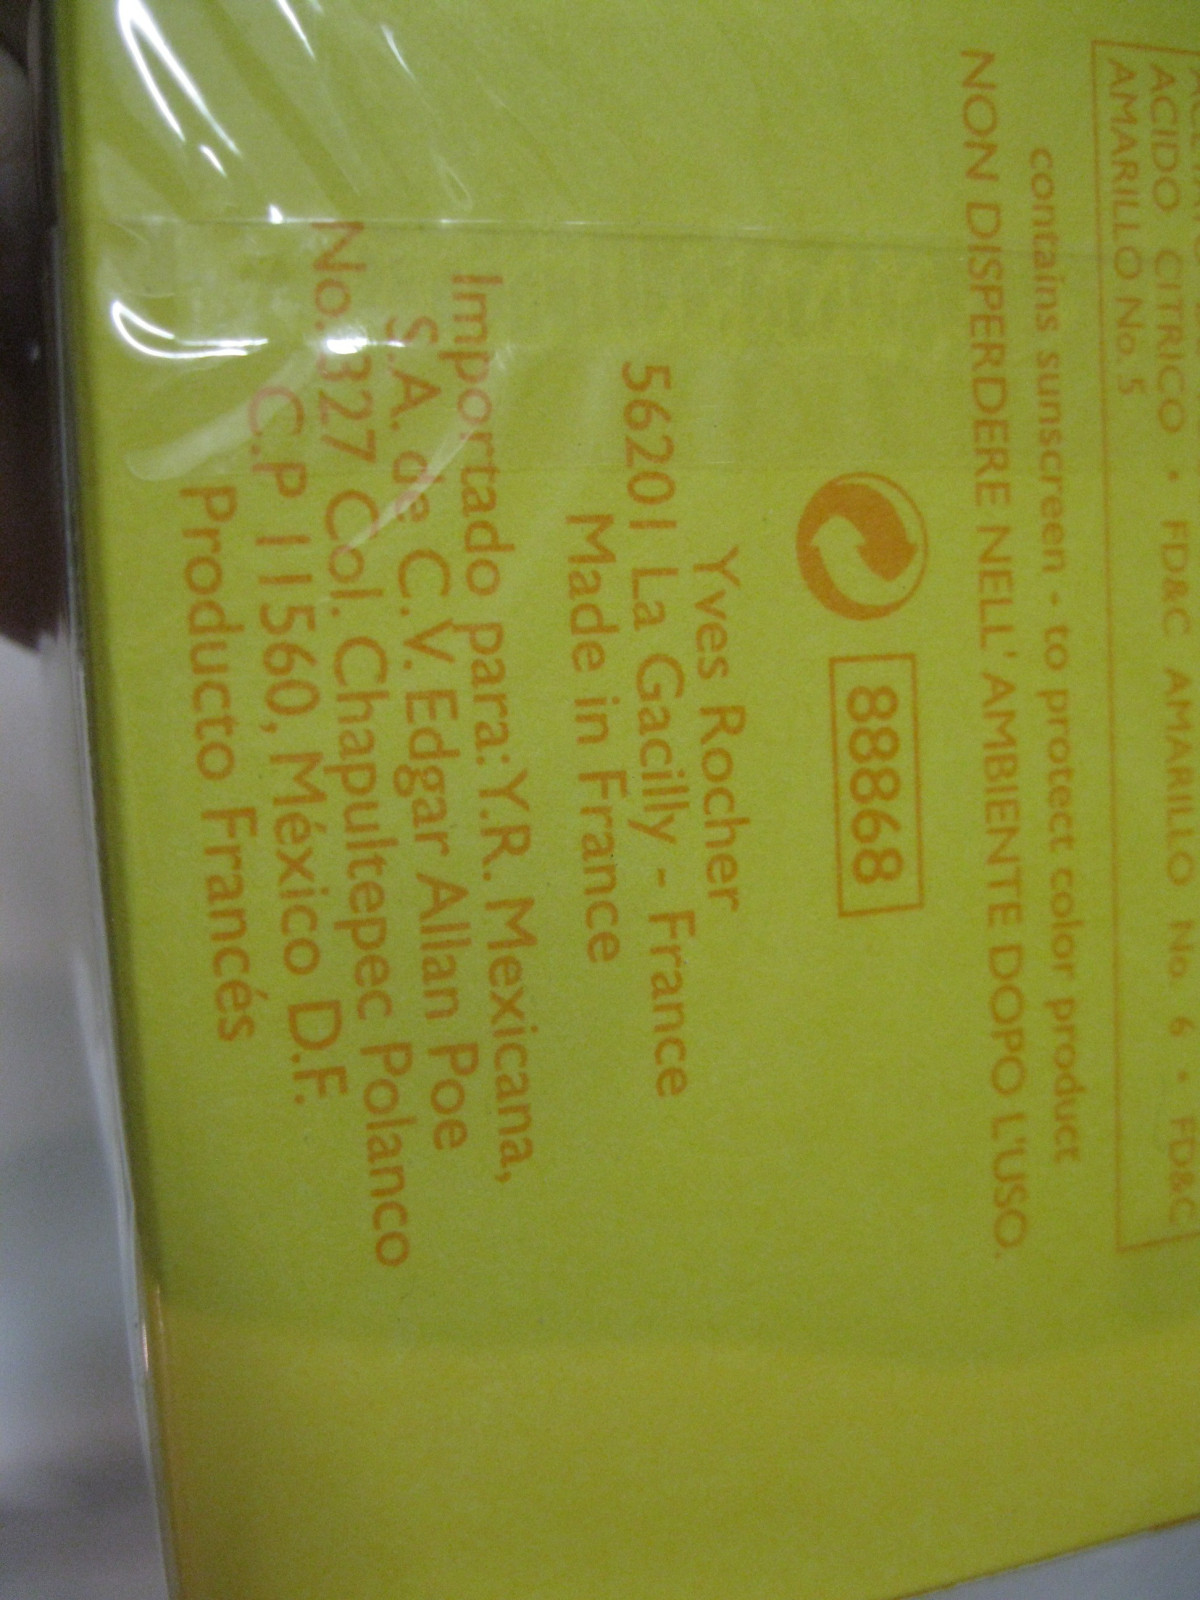 ACIDO CITRICO • FD&C AMARILLO No. 6 • FD&C
AMARILLO No. 5
contains sunscreen - to protect color product
NON DISPERDERE NELL' AMBIENTE DOPO L'USO.
88868
Yves Rocher
56201 La Gacilly - France
Made in France
Importado para: Y.R. Mexicana,
S.A. de C.V. Edgar Allan Poe
No. 327 Col. Chapultepec Polanco
C.P 11560, México D.F.
Producto Francés